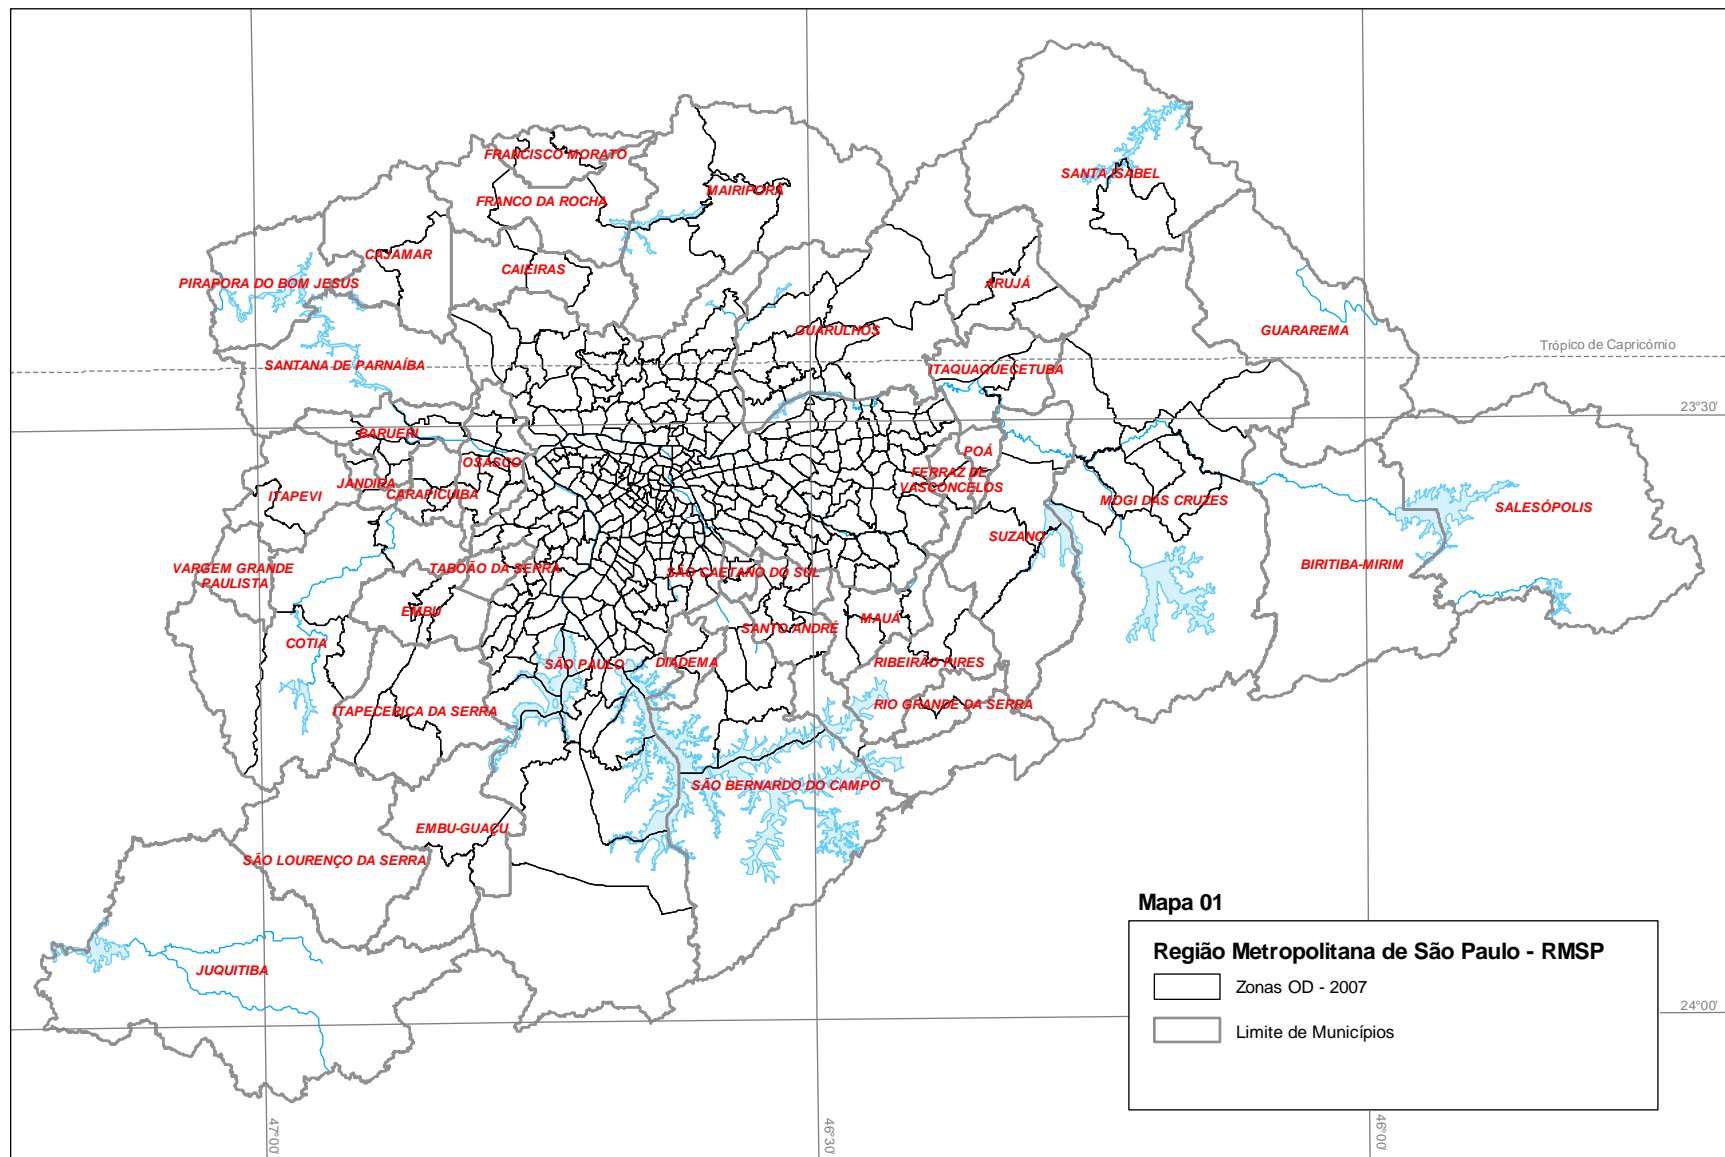 FRANCISCO MORATO
SANTA ISABEL
MAIRIPORÃ
FRANCO DA ROCHA
CAJAMAR
CAIEIRAS
PIRAPORA DO BOM JESUS
ARUJÁ
GUARULHOS
GUARAREMA
Trópico de Capricórnio
SANTANA DE PARNAÍBA
ITAQUAQUECETUBA
23°30'
BARUERI
POÁ
OSASCO
FERRAZ DE
VASCONCELOS
JANDIRA
CARAPICUIBA
ITAPEVI
MOGI DAS CRUZES
SALESÓPOLIS
SUZANO
BIRITIBA-MIRIM
VARGEM GRANDE
PAULISTA
TABOÃO DA SERRA
SÃO CAETANO DO SUL
EMBU
MAUÁ
SANTO ANDRÉ
COTIA
SÃO PAULO
DIADEMA
RIBEIRÃO PIRES
RIO GRANDE DA SERRA
ITAPECERICA DA SERRA
SÃO BERNARDO DO CAMPO
EMBU-GUAÇU
SÃO LOURENÇO DA SERRA
JUQUITIBA
Mapa 01
Região Metropolitana de São Paulo - RMSP
Zonas OD - 2007
Limite de Municípios
24°00'
47°00'
46°30'
46°00'